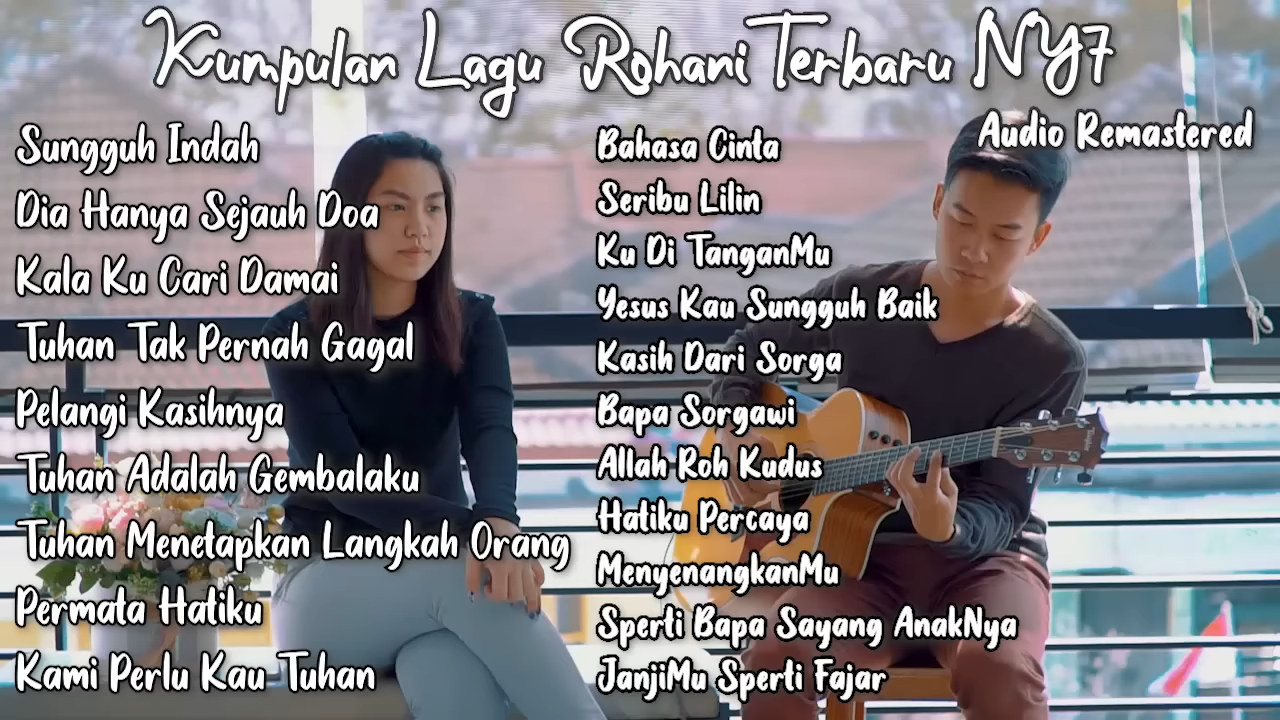 Kumpulan Lagu Rohani Terbaru NY7
Audio Remastered
Sungguh Indah
Dia Hanya Sejauh Doa
Kala Ku Cari Damai
Tuhan Tak Pernah Gagal
Pelangi Kasihnya
Tuhan Adalah Gembalaku
Tuhan Menetapkan Langkah Orang
Permata Hatiku
Kami Perlu Kau Tuhan
Bahasa Cinta
Seribu Lilin
Ku Di TanganMu
Yesus Kau Sungguh Baik
Kasih Dari Sorga
Bapa Sorgawi
Allah Roh Kudus
Hatiku Percaya
MenyenangkanMu
Sperti Bapa Sayang AnakNya
JanjiMu Sperti Fajar